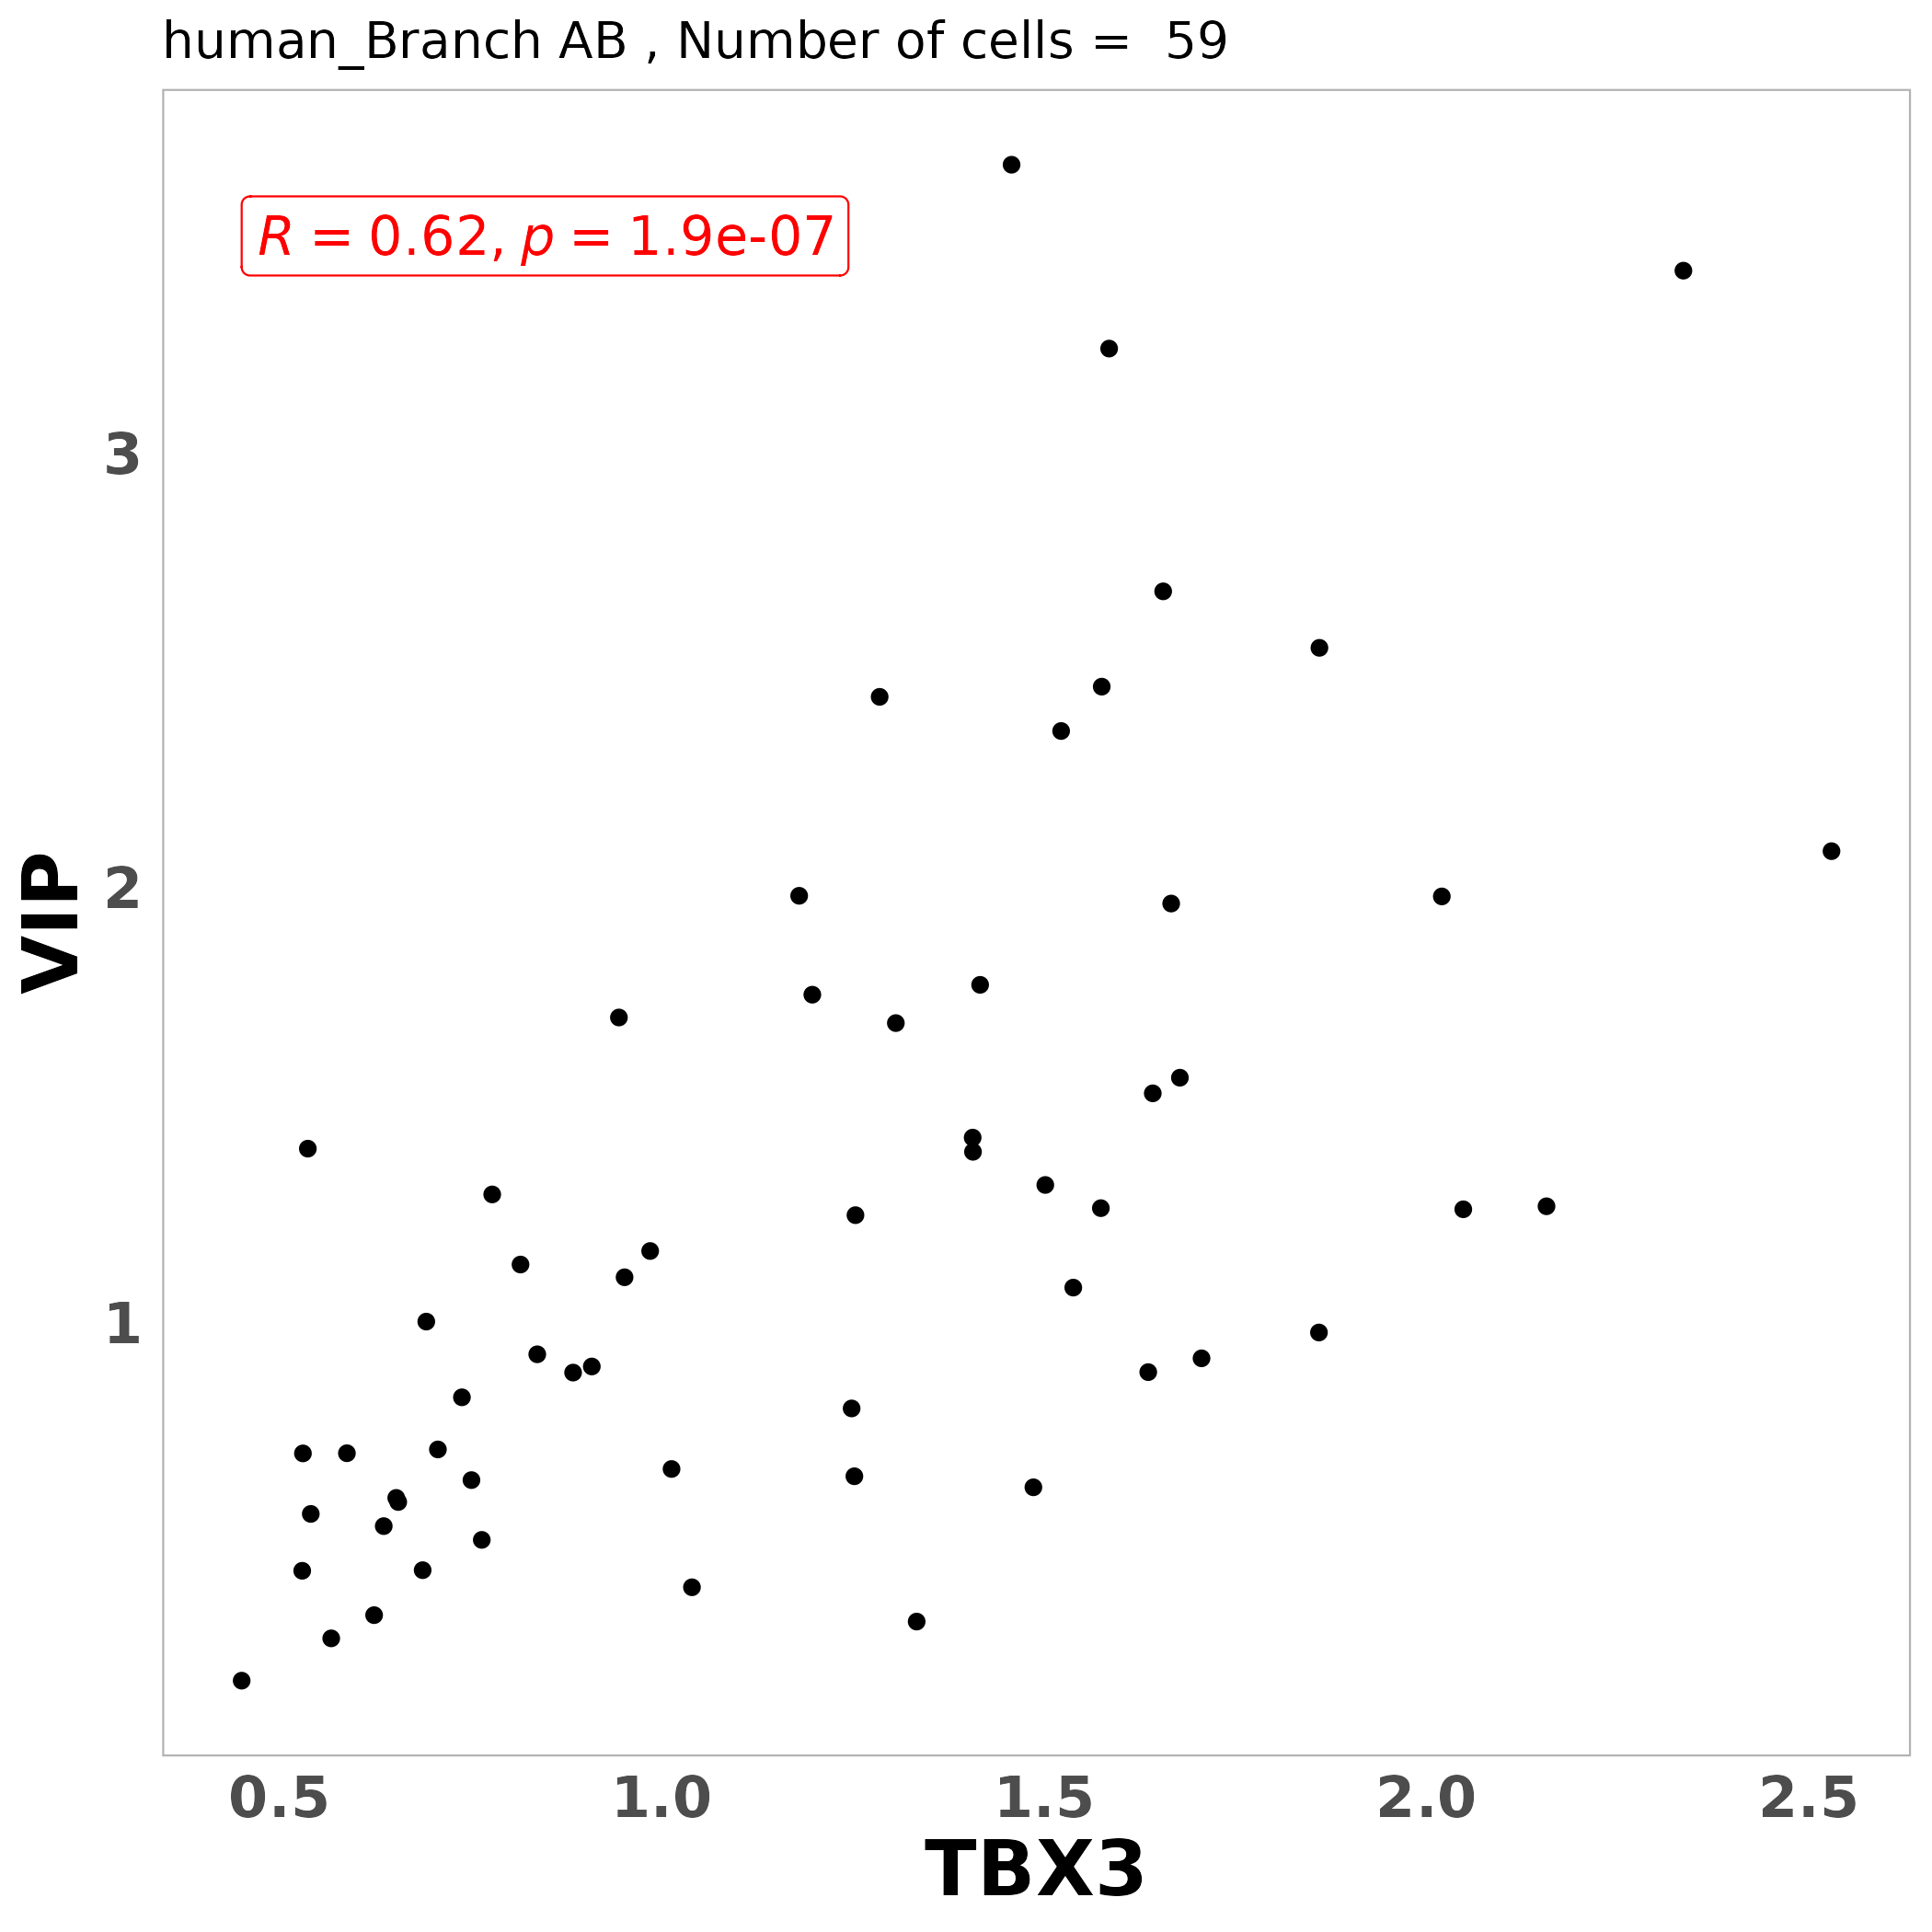 human_Branch AB , Number of cells =  59
R = 0.62, p = 1.9e-07
3
2
1
VIP
0.5 1.0 1.5 2.0 2.5
TBX3